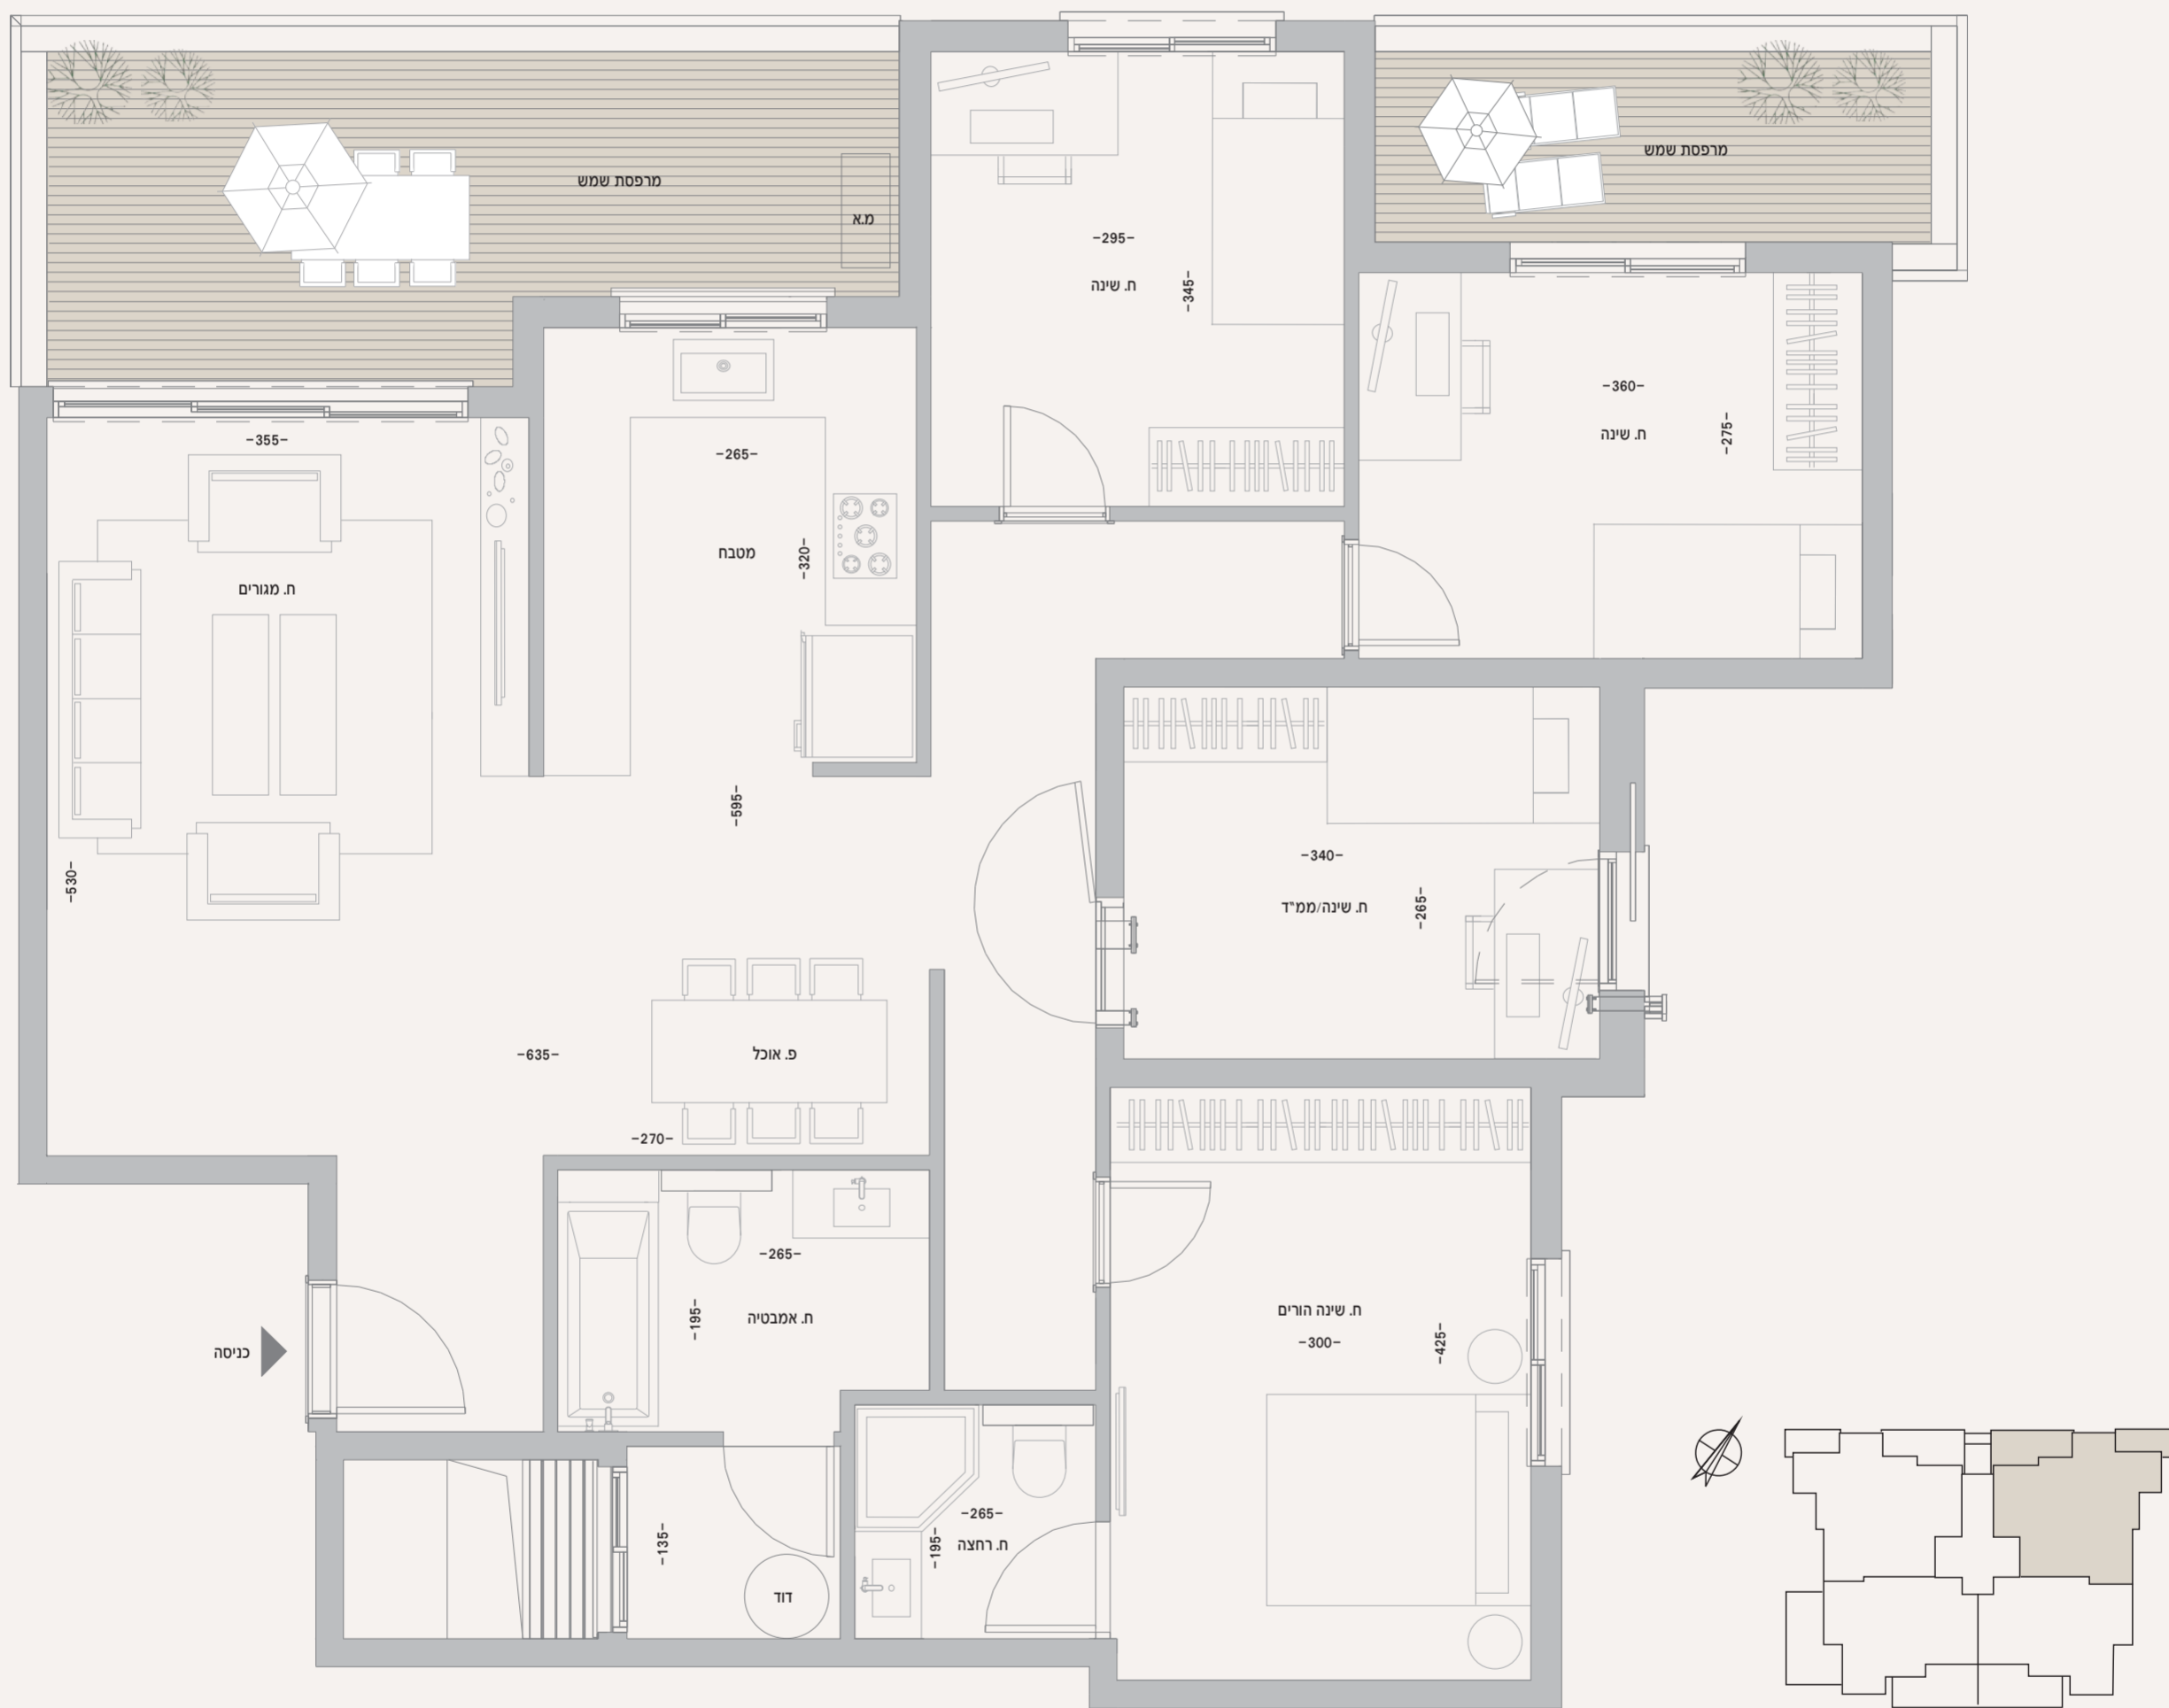 מרפסת שמש
מ.א
מרפסת שמש
-295-
ח. שינה
-345-
-360-
ח. שינה
-275-
-355-
ח. מגורים
-530-
-265-
מטבח
-320-
-595-
-340-
ח. שינה/ממ"ד
-265-
-635-
פ. אוכל
-270-
-265-
-195-
ח. אמבטיה
ח. שינה הורים
-300-
-425-
כניסה
-135-
דוד
-265-
ח. רחצה
-195-